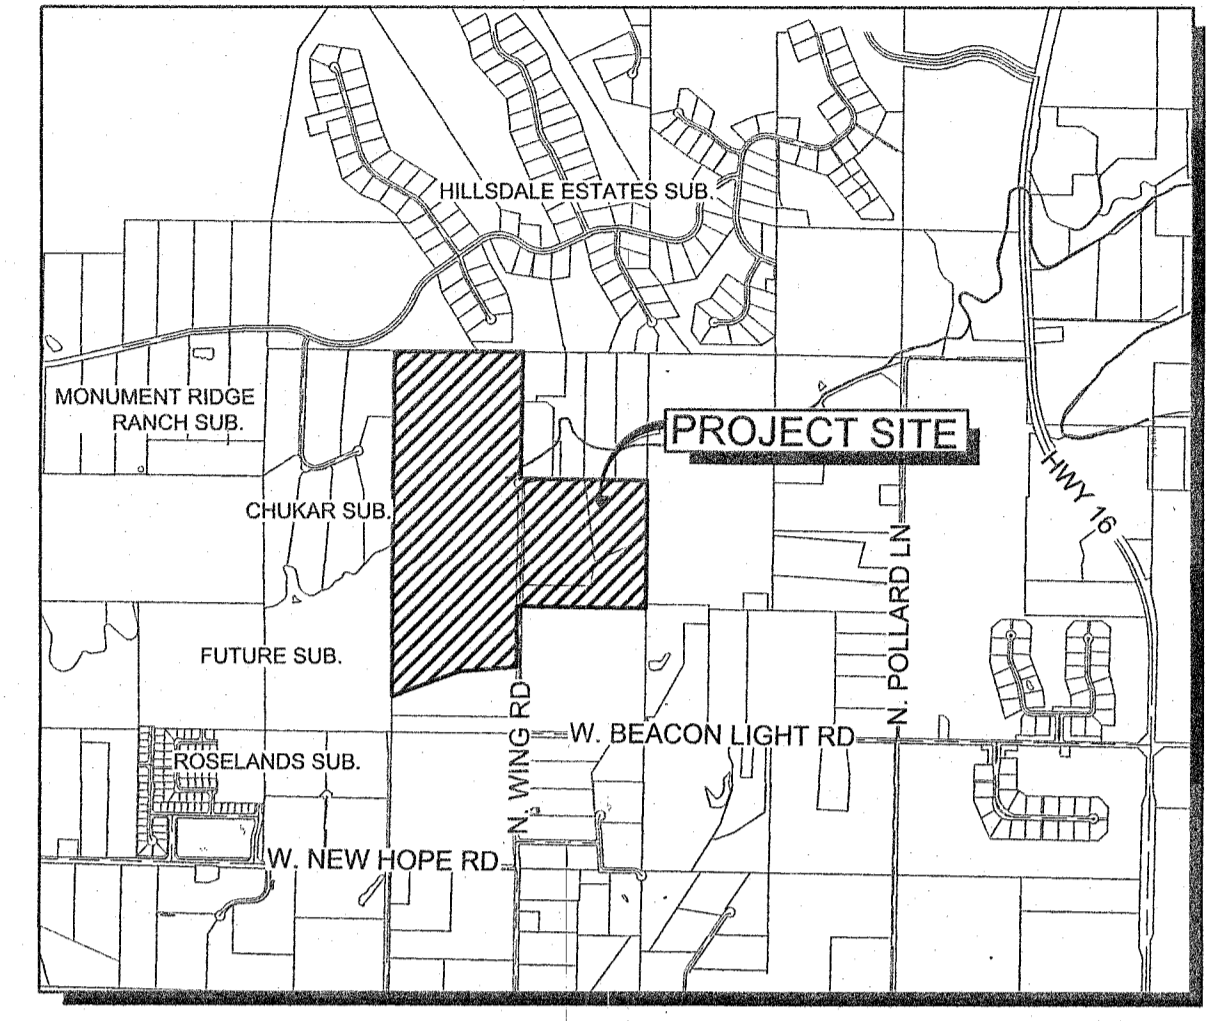 HILLSDALE ESTATES SUB.
MONUMENT RIDGE
RANCH SUB.
PROJECT SITE
HWY 16
CHUKAR SUB.
N. POLLARD LN
FUTURE SUB.
N. WING RD
W. BEACON LIGHT RD
ROSELANDS SUB.
W. NEW HOPE RD